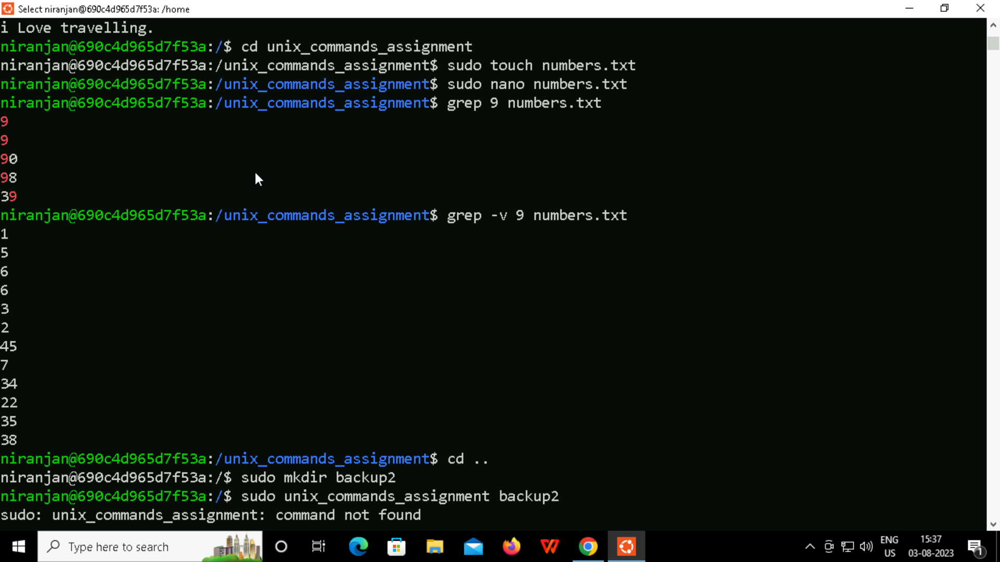 Select niranjan@690c4d965d7f53a: /home
i Love travelling.
niranjan@690c4d965d7f53a:/$ cd unix_commands_assignment
niranjan@690c4d965d7f53a:/unix_commands_assignment$ sudo touch numbers.txt
niranjan@690c4d965d7f53a:/unix_commands_assignment$ sudo nano numbers.txt
niranjan@690c4d965d7f53a:/unix_commands_assignment$ grep 9 numbers.txt
9
9
90
98
39
niranjan@690c4d965d7f53a:/unix_commands_assignment$ grep -v 9 numbers.txt
1
5
6
6
3
2
45
7
34
22
35
38
niranjan@690c4d965d7f53a:/unix_commands_assignment$ cd ..
niranjan@690c4d965d7f53a:/$ sudo mkdir backup2
niranjan@690c4d965d7f53a:/$ sudo unix_commands_assignment backup2
sudo: unix_commands_assignment: command not found
Type here to search
ENG
US
15:37
03-08-2023
1